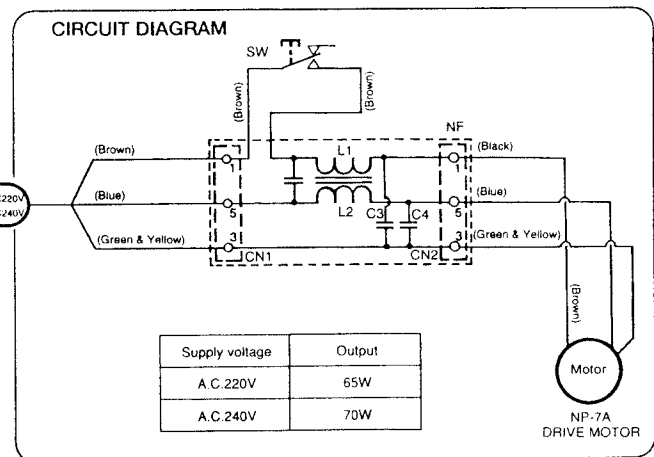 CIRCUIT DIAGRAM
SW
(Brown)
(Brown)
NF
(Brown)
1
L1
1
(Black)
C220V
C240V
(Blue)
5
L2
C3
C4
5
(Blue)
(Green & Yellow)
3
CN1
CN2
3
(Green & Yellow)
(Brown)
Supply voltage
Output
A.C.220V
65W
A.C.240V
70W
Motor
NP-7A
DRIVE MOTOR